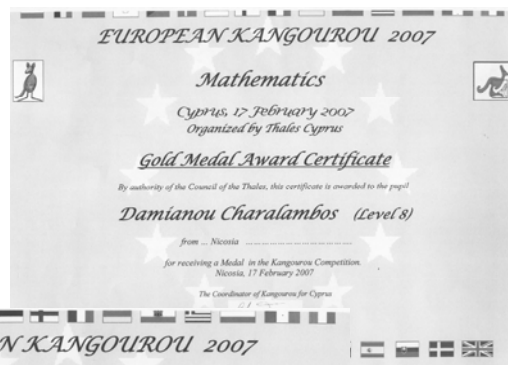 EUROPEAN KANGOUROU 2007
Mathematics
Cyprus, 17 February 2007
Organized by Thales Cyprus
Gold Medal Award Certificate
By authority of the Council of the Thales, this certificate is awarded to the pupil
Damianou Charalambos (Level 8)
from ... Nicosia ...................................
for receiving a Medal in the Kangourou Competition.
Nicosia, 17 February 2007
The Coordinator of Kangourou for Cyprus
N KANGOUROU 2007